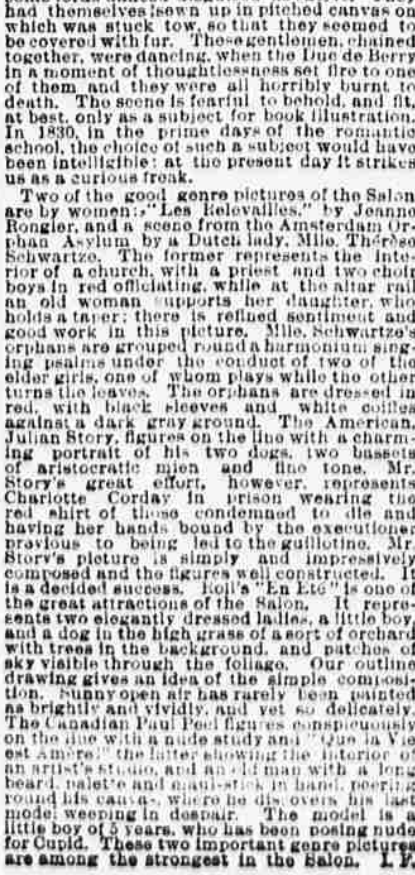 had themselves sewn up in pitched canvas on
which was stuck tow, so that they seemed to
be covered with fur. These gentlemen, chained
together, were dancing, when the Duc de Berry
in a moment of thoughtlessness set fire to one
of them and they were all horribly burnt to
death. The scene is fearful to behold, and fit,
at best, only as a subject for book illustration.
In 1830, in the prime days of the romantic
school, the choice of such a subject would have
been intelligible; at the present day it strikes
us as a curious freak.
Two of the good genre pictures of the Salon
are by women: "Les Relevailles," by Jeanne
Rongier, and a scene from the Amsterdam Or-
phan Asylum by a Dutch lady, Mlle. Thérèse
Schwartze. The former represents the inte-
rior of a church, with a priest and two choir
boys in red officiating, while at the altar rail
an old woman supports her daughter, who
holds a taper; there is refined sentiment and
good work in this picture. Mlle. Schwartze's
orphans are grouped round a harmonium sing-
ing psalms under the conduct of two of the
elder girls, one of whom plays while the other
turns the leaves. The orphans are dressed in
red, with black sleeves and white coiffes
against a dark gray ground. The American,
Julian Story, figures on the line with a charm-
ing portrait of his two dogs, two bassets
of aristocratic mien and fine tone. Mr.
Story's great effort, however, represents
Charlotte Corday in prison wearing the
red shirt of those condemned to die and
having her hands bound by the executioner
previous to being led to the guillotine. Mr.
Story's picture is simply and impressively
composed and the figures well constructed. It
is a decided success. Roll's "En Eté" is one of
the great attractions of the Salon. It repre-
sents two elegantly dressed ladies, a little boy,
and a dog in the high grass of a sort of orchard
with trees in the background, and patches of
sky visible through the foliage. Our outline
drawing gives an idea of the simple composi-
tion. Sunny open air has rarely been painted
as brightly and vividly, and yet so delicately.
The Canadian Paul Peel figures conspicuously
on the line with a nude study and "Que la Vie
est Amère!" the latter showing the interior of
an artist's studio, and an old man with a long
beard, palette and maul-stick in hand, peering
round his canvas, where he discovers his last
model weeping in despair. The model is a
little boy of 5 years, who has been posing nude
for Cupid. These two important genre pictures
are among the strongest in the Salon.